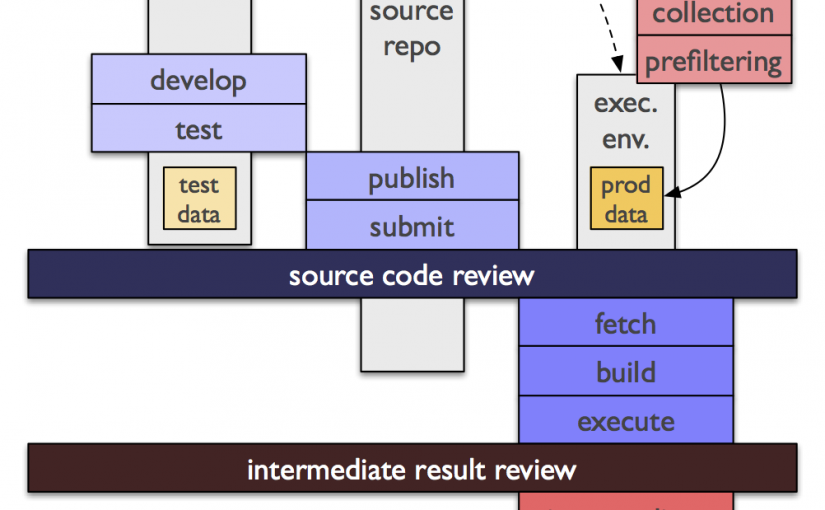 source
repo
collection
prefiltering
develop
test
exec.
env.
test
data
publish
submit
prod
data
source code review
fetch
build
execute
intermediate result review